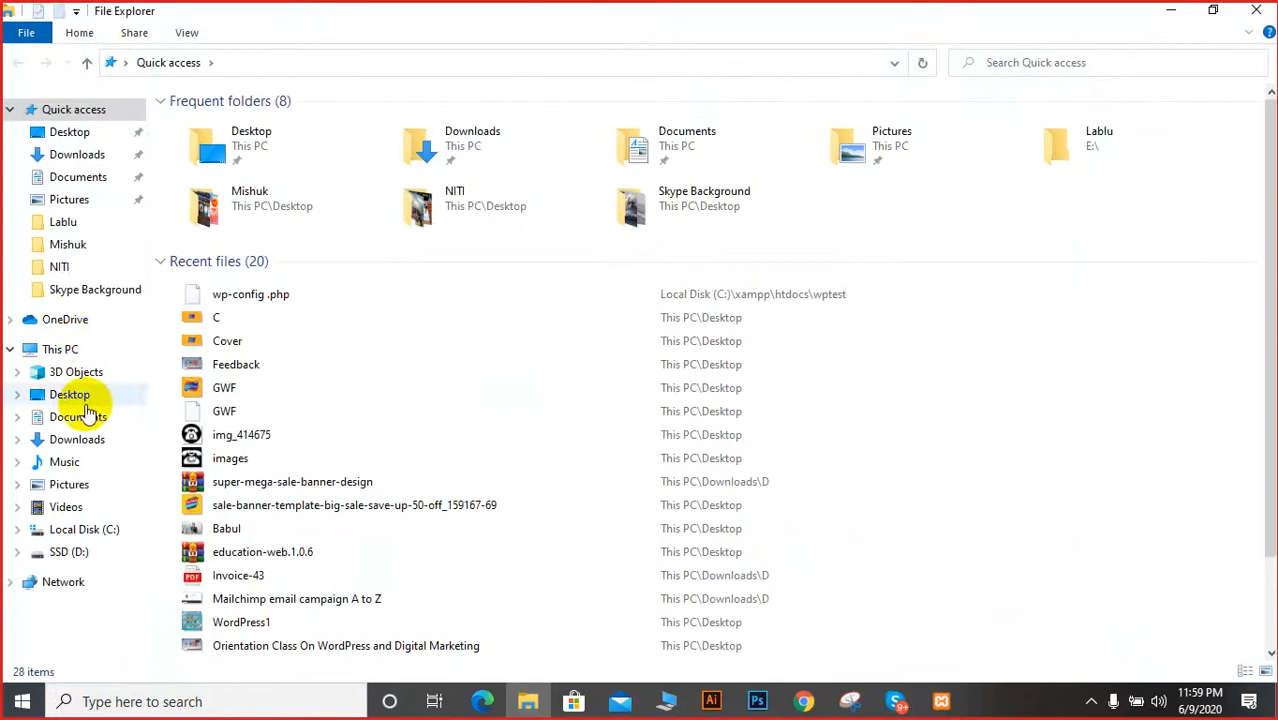 File Explorer
File Home Share View
Quick access
Search Quick access
Quick access
Desktop
Downloads
Documents
Pictures
Lablu
Mishuk
NITI
Skype Background
OneDrive
This PC
3D Objects
Desktop
Documents
Downloads
Music
Pictures
Videos
Local Disk (C:)
SSD (D:)
Network
Frequent folders (8)
Desktop
This PC
Downloads
This PC
Documents
This PC
Pictures
This PC
Lablu
E:\
Mishuk
This PC\Desktop
NITI
This PC\Desktop
Skype Background
This PC\Desktop
Recent files (20)
wp-config .php Local Disk (C:)\xampp\htdocs\wptest
C This PC\Desktop
Cover This PC\Desktop
Feedback This PC\Desktop
GWF This PC\Desktop
GWF This PC\Desktop
img_414675 This PC\Desktop
images This PC\Desktop
super-mega-sale-banner-design This PC\Downloads\D
sale-banner-template-big-sale-save-up-50-off_159167-69 This PC\Desktop
Babul This PC\Desktop
education-web.1.0.6 This PC\Desktop
PDF Invoice-43 This PC\Downloads\D
Mailchimp email campaign A to Z This PC\Downloads\D
WordPress1 This PC\Desktop
Orientation Class On WordPress and Digital Marketing This PC\Desktop
28 items
Type here to search
Ai
Ps
9+
11:59 PM
6/9/2020